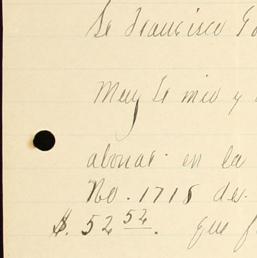 Sr Francisco
Muy Sr mio y
abonar en la
No. 1718 de.
$. 52 52. que